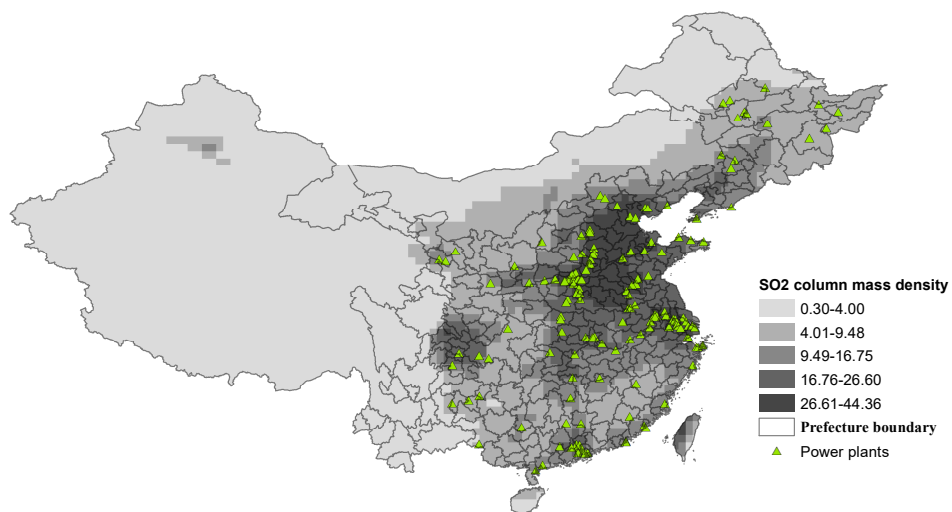 SO2 column mass density
0.30-4.00
4.01-9.48
9.49-16.75
16.76-26.60
26.61-44.36
Prefecture boundary
Power plants